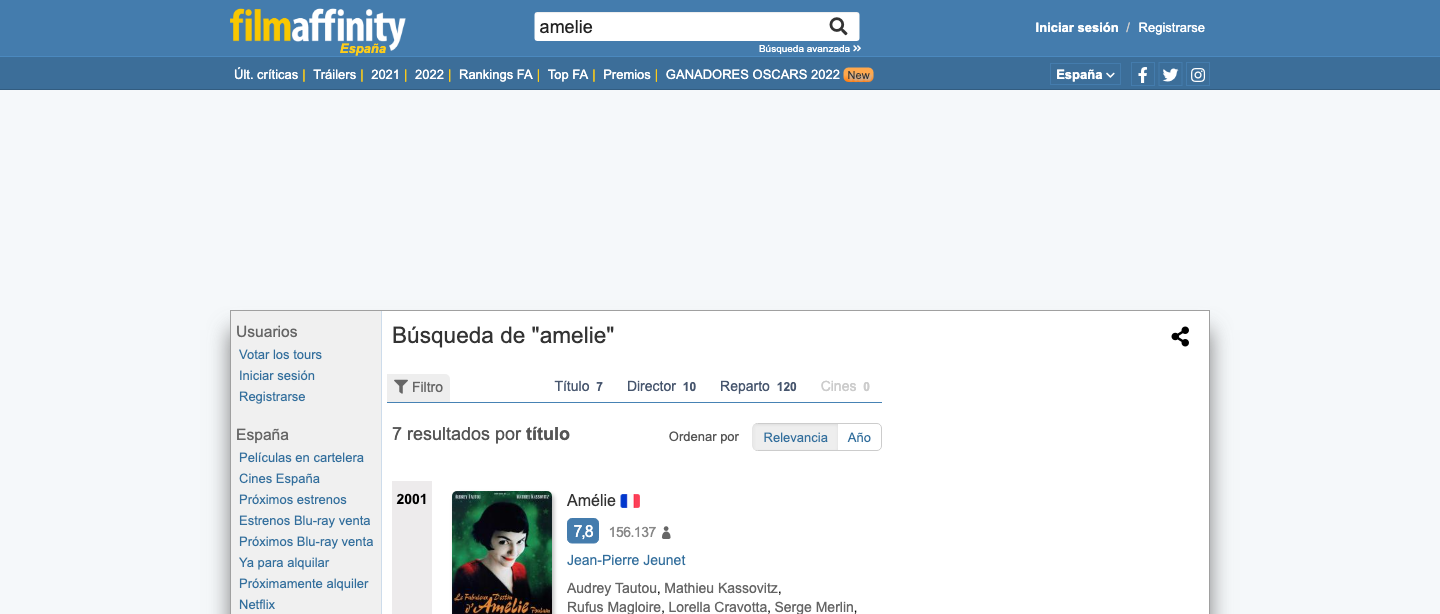 filmaffinity
España
amelie
Búsqueda avanzada
Iniciar sesión / Registrarse
Últ. críticas | Tráilers | 2021 | 2022 | Rankings FA | Top FA | Premios | GANADORES OSCARS 2022 New
España
Usuarios
Votar los tours
Iniciar sesión
Registrarse
España
Películas en cartelera
Cines España
Próximos estrenos
Estrenos Blu-ray venta
Próximos Blu-ray venta
Ya para alquilar
Próximamente alquiler
Netflix
Búsqueda de "amelie"
Filtro
Título 7 Director 10 Reparto 120 Cines 0
7 resultados por título
Ordenar por Relevancia Año
2001
AUDREY TAUTOU
MATHIEU KASSOVITZ
Le Fabuleux Destin
d'Amélie Poulain
Amélie
7,8 156.137
Jean-Pierre Jeunet
Audrey Tautou, Mathieu Kassovitz,
Rufus Magloire, Lorella Cravotta, Serge Merlin,